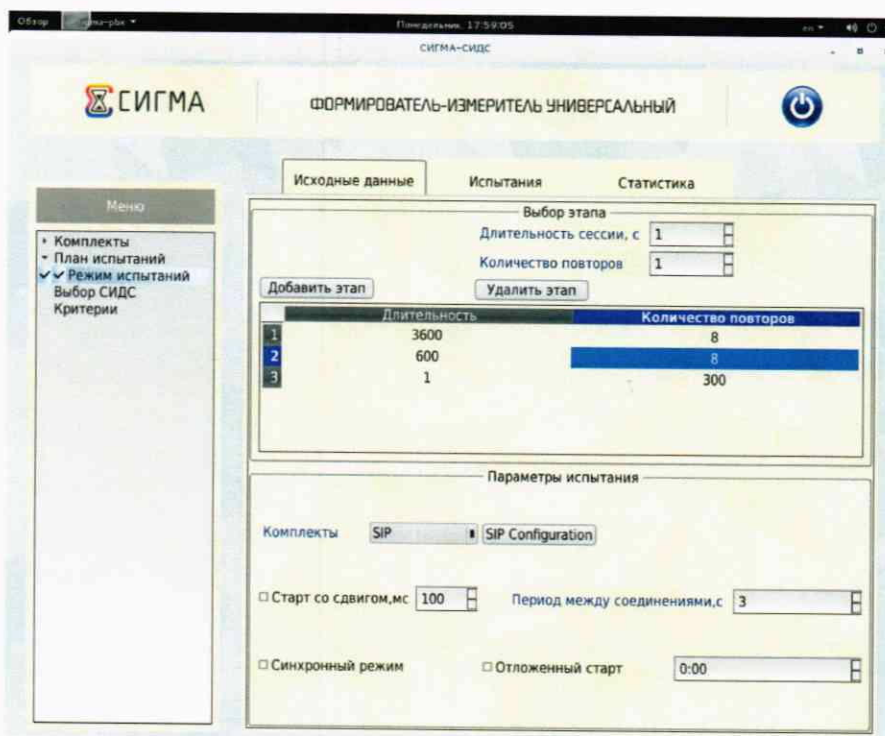 Обзор
Понедельник, 17:59:05
en
СИГМА-СИДС
СИГМА
ФОРМИРОВАТЕЛЬ-ИЗМЕРИТЕЛЬ УНИВЕРСАЛЬНЫЙ
Исходные данные Испытания Статистика
Меню
Комплекты
План испытаний
Режим испытаний
Выбор СИДС
Критерии
Выбор этапа
Длительность сессии, с 1
Количество повторов 1
Добавить этап Удалить этап
Длительность Количество повторов
1 3600 8
2 600 8
3 1 300
Параметры испытания
Комплекты SIP SIP Configuration
Старт со сдвигом,мс 100 Период между соединениями,с 3
Синхронный режим Отложенный старт 0:00